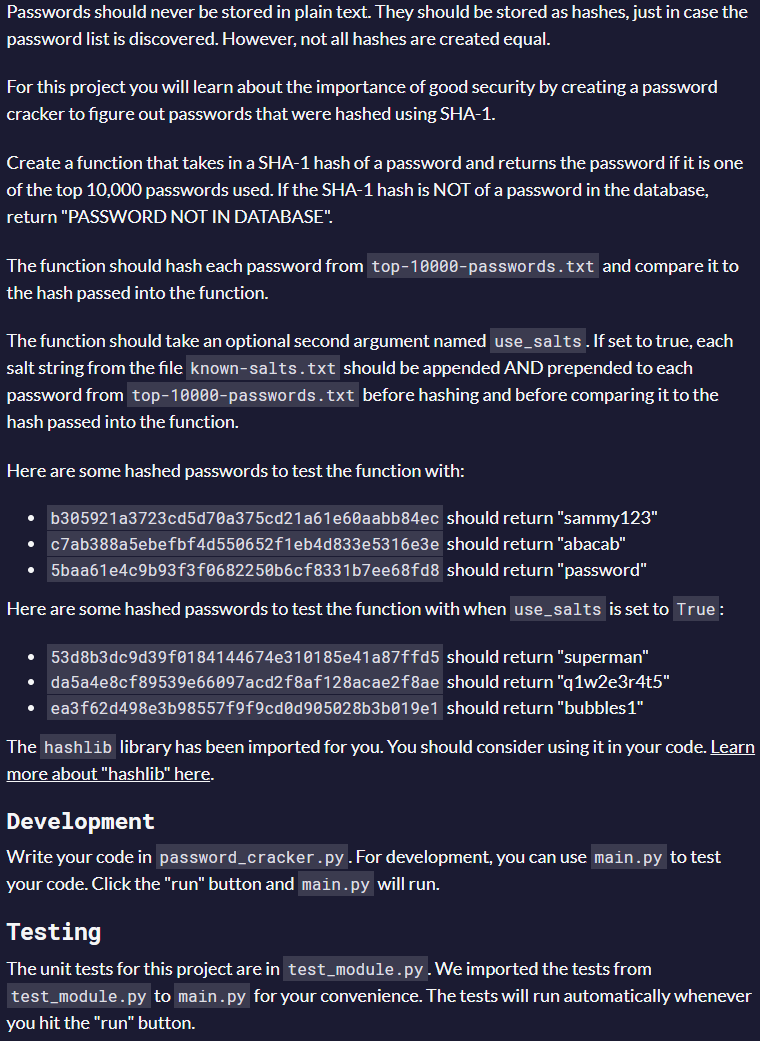 Passwords should never be stored in plain text. They should be stored as hashes, just in case the
password list is discovered. However, not all hashes are created equal.
For this project you will learn about the importance of good security by creating a password
cracker to figure out passwords that were hashed using SHA-1.
Create a function that takes in a SHA-1 hash of a password and returns the password if it is one
of the top 10,000 passwords used. If the SHA-1 hash is NOT of a password in the database,
return "PASSWORD NOT IN DATABASE".
The function should hash each password from top-10000-passwords.txt and compare it to
the hash passed into the function.
The function should take an optional second argument named use_salts. If set to true, each
salt string from the file known-salts.txt should be appended AND prepended to each
password from top-10000-passwords.txt before hashing and before comparing it to the
hash passed into the function.
Here are some hashed passwords to test the function with:
• b305921a3723cd5d70a375cd21a61e60aabb84ec should return "sammy123"
• c7ab388a5ebefbf4d550652f1eb4d833e5316e3e should return "abacab"
• 5baa61e4c9b93f3f0682250b6cf8331b7ee68fd8 should return "password"
Here are some hashed passwords to test the function with when use_salts is set to True:
• 53d8b3dc9d39f0184144674e310185e41a87ffd5 should return "superman"
• da5a4e8cf89539e66097acd2f8af128acae2f8ae should return "q1w2e3r4t5"
• ea3f62d498e3b98557f9f9cd0d905028b3b019e1 should return "bubbles1"
The hashlib library has been imported for you. You should consider using it in your code. Learn
more about "hashlib" here.
Development
Write your code in password_cracker.py. For development, you can use main.py to test
your code. Click the "run" button and main.py will run.
Testing
The unit tests for this project are in test_module.py. We imported the tests from
test_module.py to main.py for your convenience. The tests will run automatically whenever
you hit the "run" button.